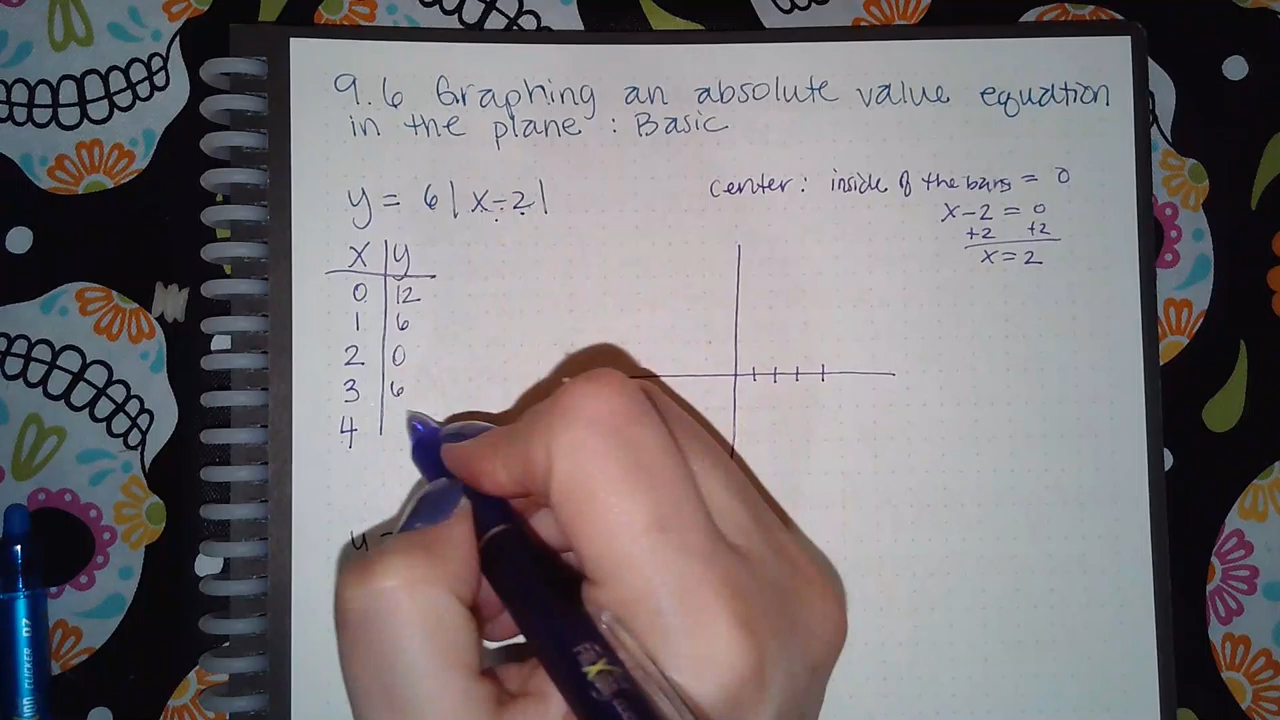 9.6 Graphing an absolute value equation
in the plane : Basic
center: inside of the bars = 0
y = 6|x-2|
x-2 = 0
+2 +2
x=2
x y
0 12
1 6
2 0
3 6
4